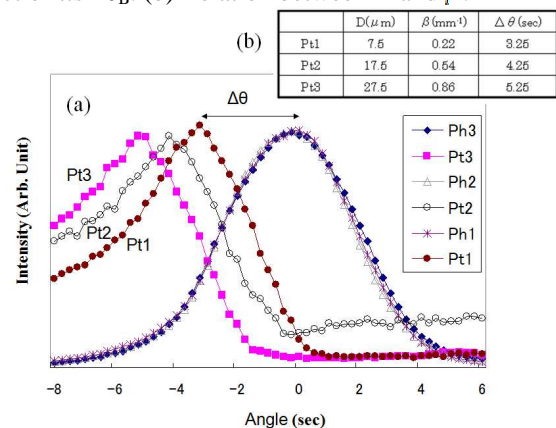 (b)
D(μm) β(mm⁻¹) Δθ(sec)
Pt1 7.5 0.22 3.25
Pt2 17.5 0.54 4.25
Pt3 27.5 0.86 5.25
(a)
Δθ
Pt3
Pt2
Pt1
Ph3
Pt3
Ph2
Pt2
Ph1
Pt1
Intensity (Arb. Unit)
-8 -6 -4 -2 0 2 4 6
Angle (sec)